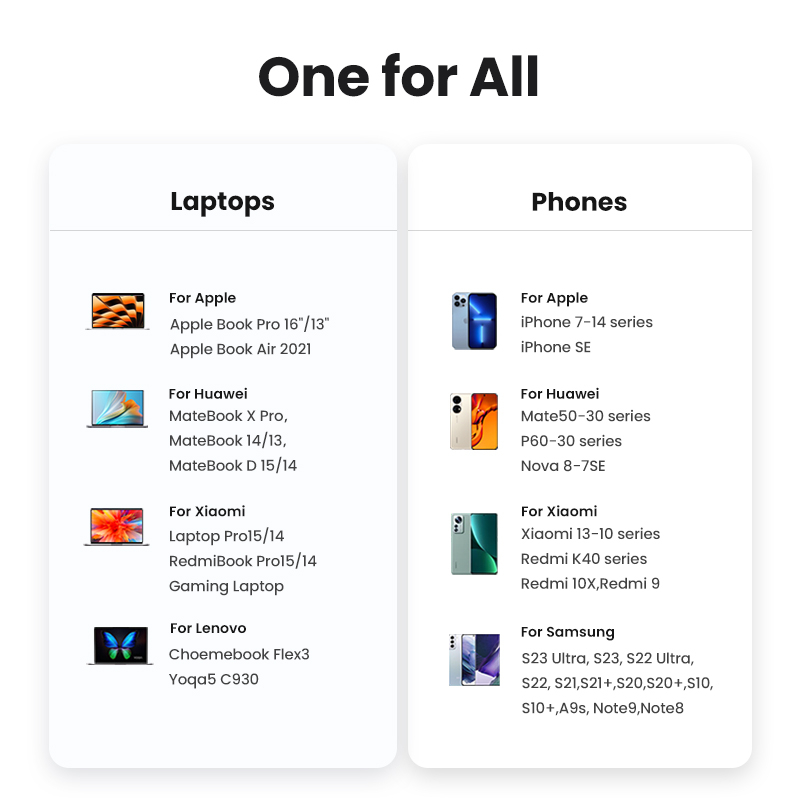 One for All
Laptops
For Apple
Apple Book Pro 16"/13"
Apple Book Air 2021
For Huawei
MateBook X Pro,
MateBook 14/13,
MateBook D 15/14
For Xiaomi
Laptop Pro15/14
RedmiBook Pro15/14
Gaming Laptop
For Lenovo
Choemebook Flex3
Yoqa5 C930
Phones
For Apple
iPhone 7-14 series
iPhone SE
For Huawei
Mate50-30 series
P60-30 series
Nova 8-7SE
For Xiaomi
Xiaomi 13-10 series
Redmi K40 series
Redmi 10X,Redmi 9
For Samsung
S23 Ultra, S23, S22 Ultra,
S22, S21,S21+,S20,S20+,S10,
S10+,A9s, Note9,Note8